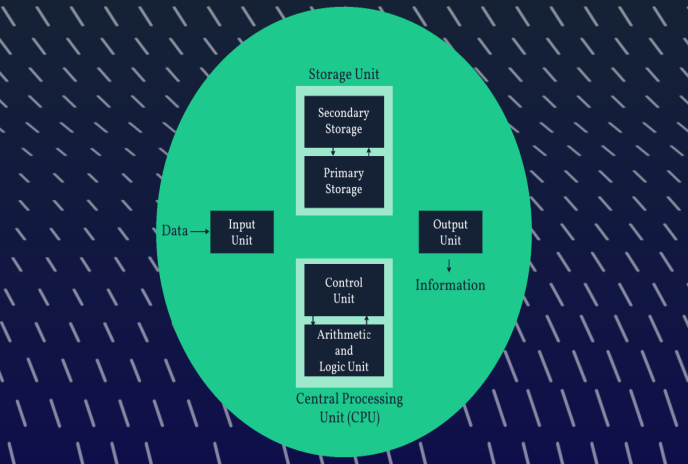 Storage Unit
Secondary
Storage
Primary
Storage
Data
Input
Unit
Output
Unit
Information
Control
Unit
Arithmetic
and
Logic Unit
Central Processing
Unit (CPU)